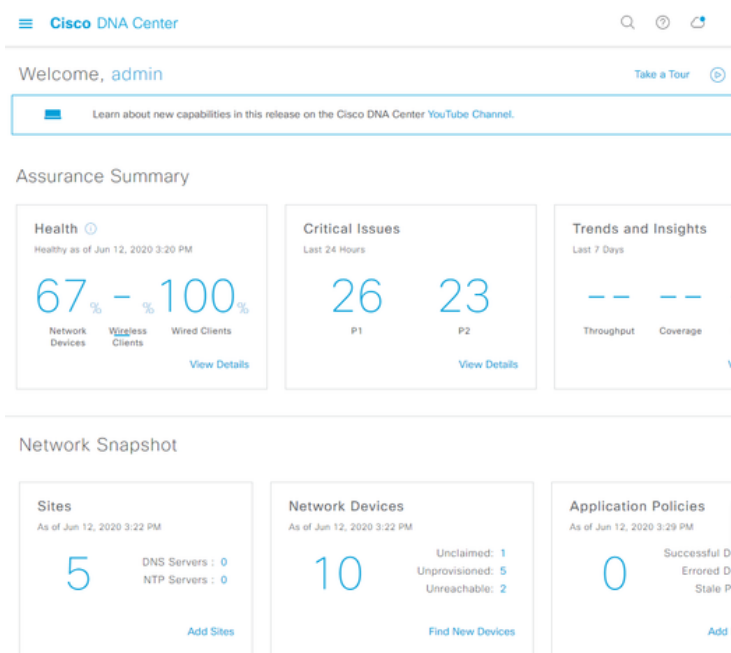 Cisco DNA Center
Welcome, admin
Take a Tour
Learn about new capabilities in this release on the Cisco DNA Center YouTube Channel.
Assurance Summary
Health
Healthy as of Jun 12, 2020 3:20 PM
67% -% 100%
Network Devices
Wireless Clients
Wired Clients
View Details
Critical Issues
Last 24 Hours
26 23
P1 P2
View Details
Trends and Insights
Last 7 Days
-- --
Throughput Coverage
Network Snapshot
Sites
As of Jun 12, 2020 3:22 PM
5
DNS Servers : 0
NTP Servers : 0
Add Sites
Network Devices
As of Jun 12, 2020 3:22 PM
10
Unclaimed: 1
Unprovisioned: 5
Unreachable: 2
Find New Devices
Application Policies
As of Jun 12, 2020 3:29 PM
0
Successful D
Errored D
Stale P
Add